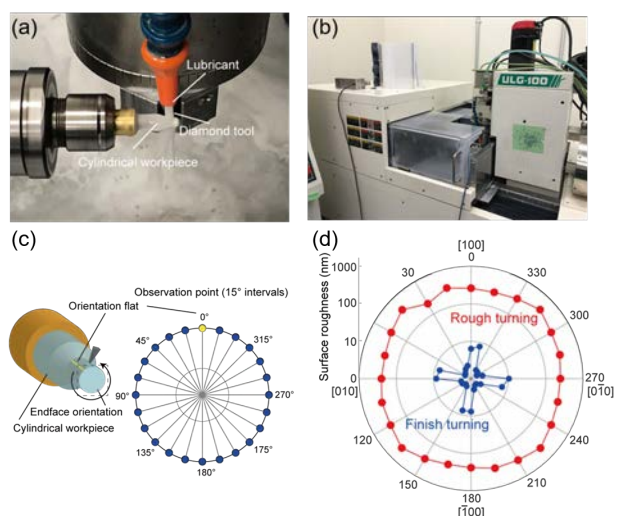 (a)
Lubricant
Diamond tool
Cylindrical workpiece
(b)
ULG-100
(c)
Orientation flat
Observation point (15° intervals)
0°
45°
315°
90°
270°
Endface orientation
Cylindrical workpiece
135°
175°
180°
(d)
[100]
0
30
330
1000
100
10
0
Surface roughness (nm)
Rough turning
300
[010]
270
[01̄0]
Finish turning
120
240
150
210
180
[1̄00]